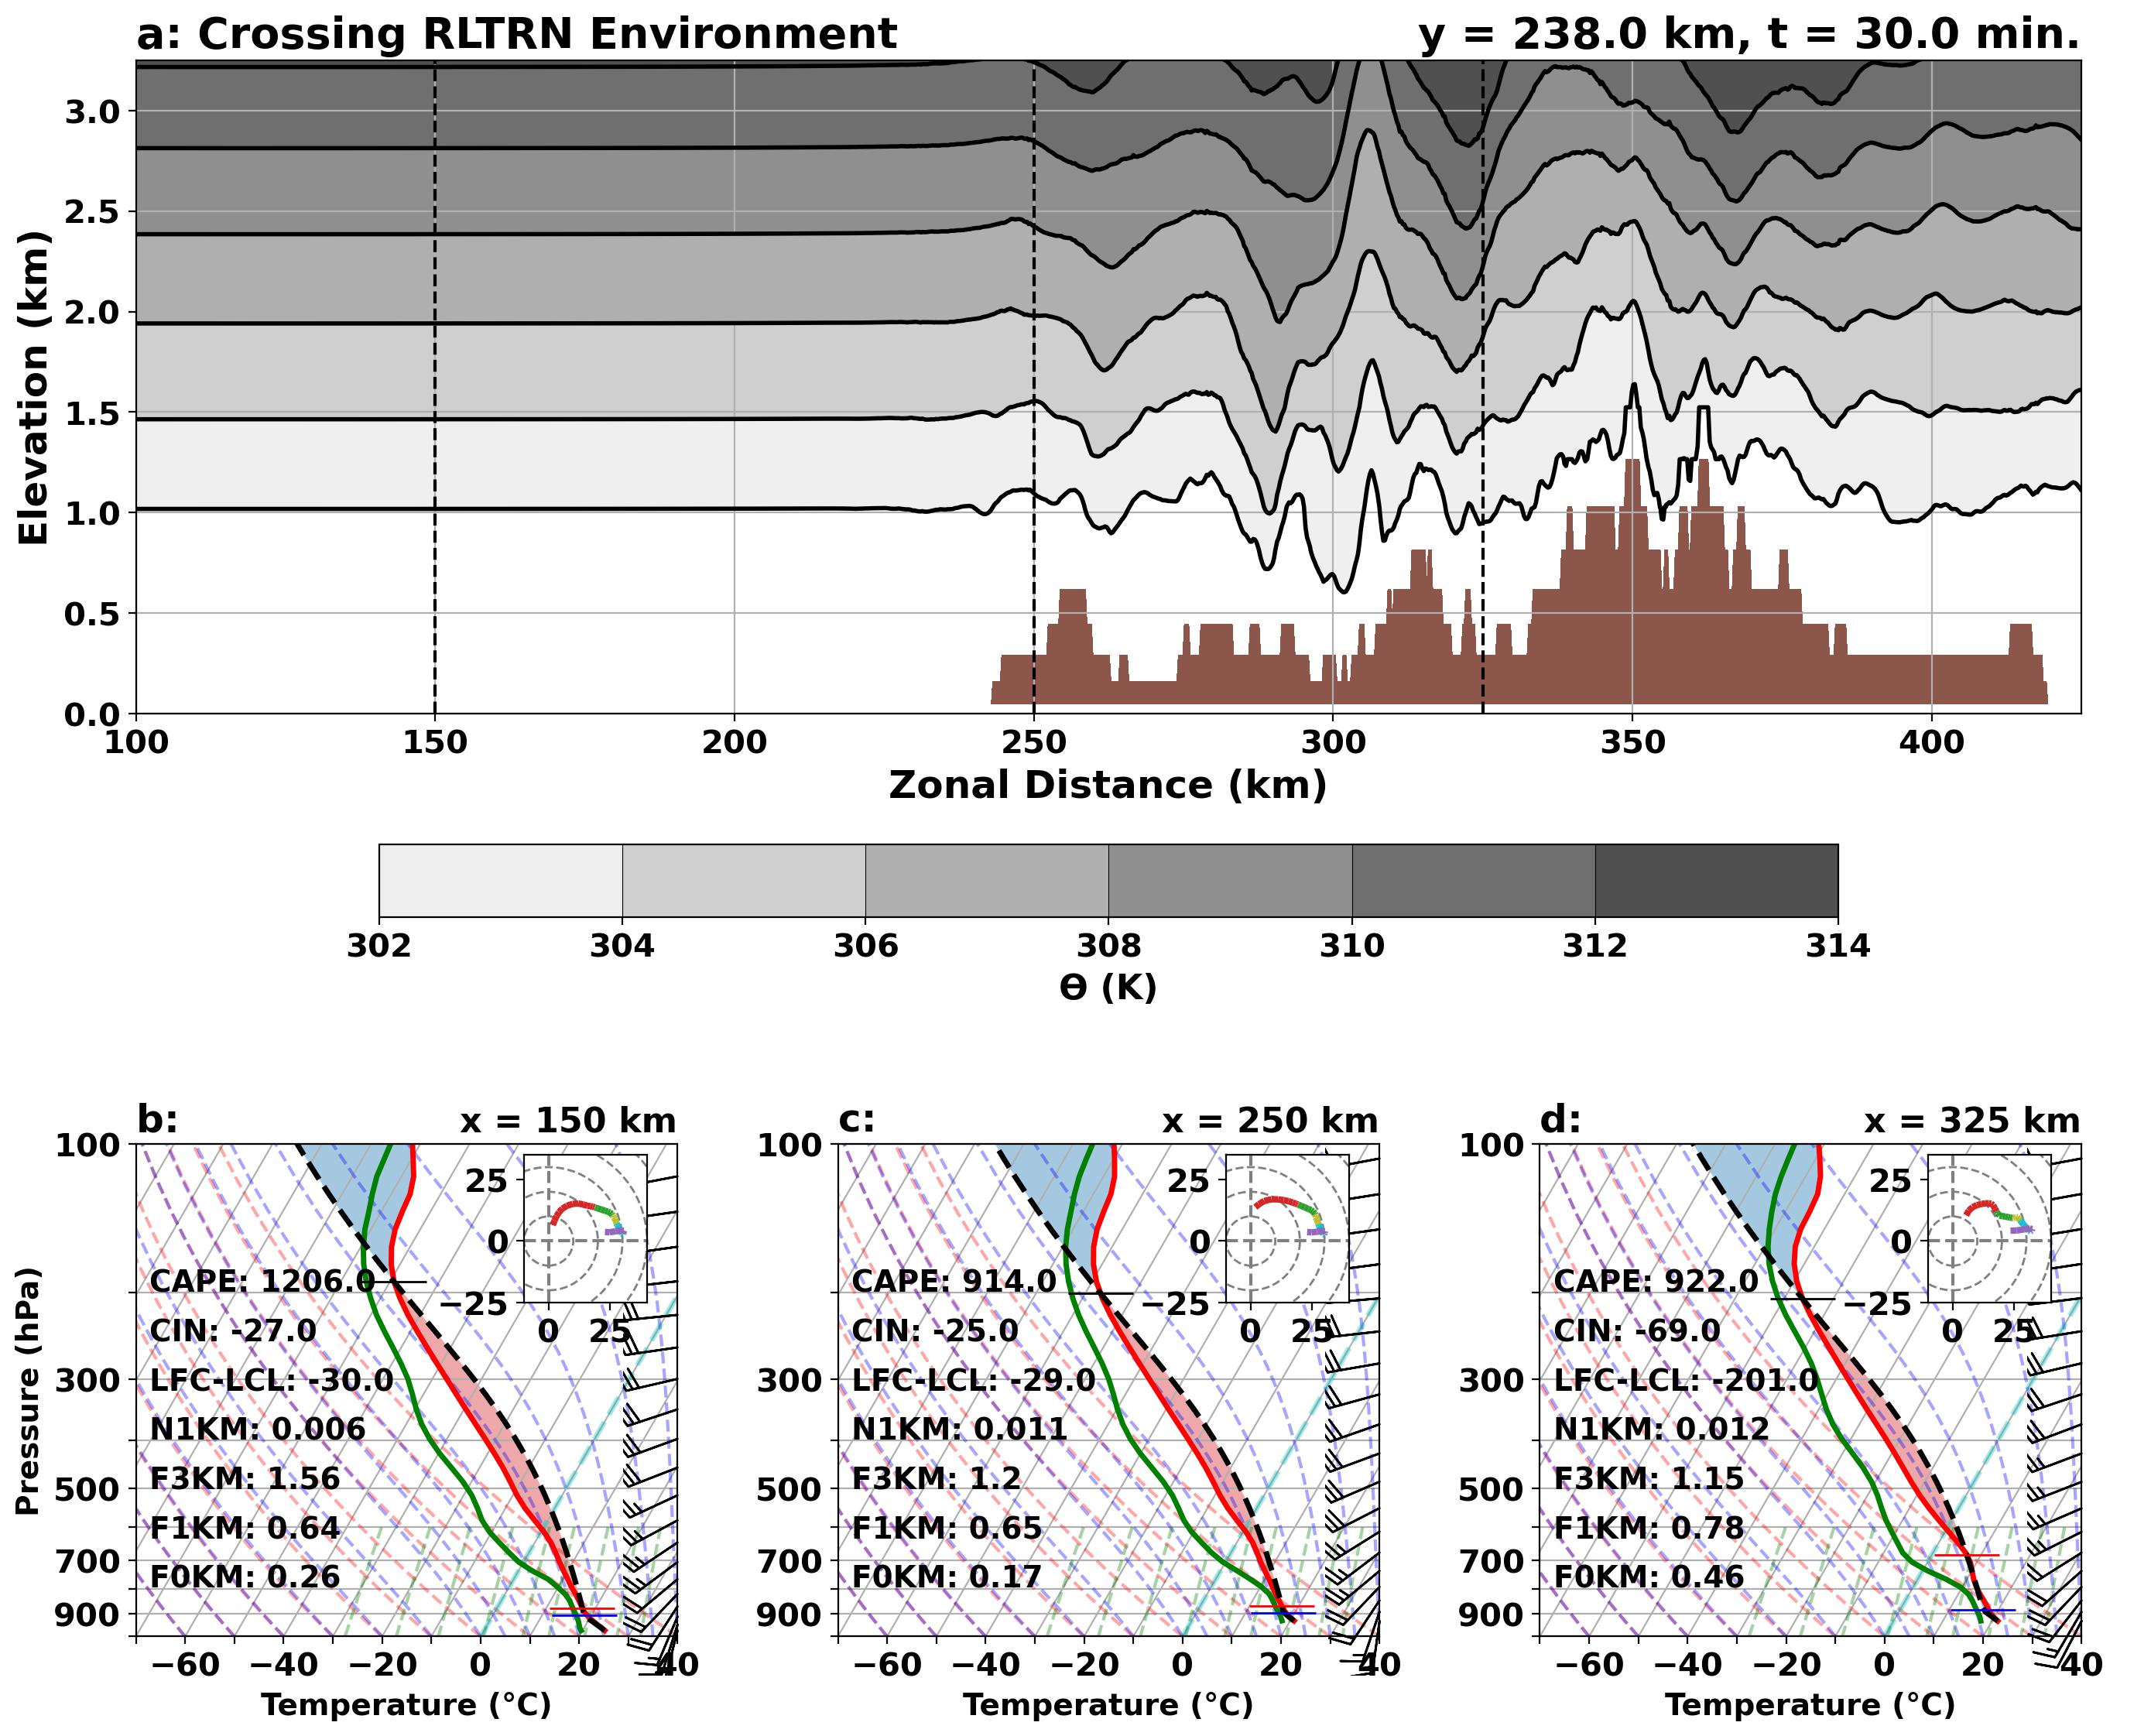 a: Crossing RLTRN Environment
y = 238.0 km, t = 30.0 min.
Elevation (km)
3.0
2.5
2.0
1.5
1.0
0.5
0.0
100 150 200 250 300 350 400
Zonal Distance (km)
302 304 306 308 310 312 314
Θ (K)
b: x = 150 km
Pressure (hPa)
100
300
500
700
900
CAPE: 1206.0
CIN: -27.0
LFC-LCL: -30.0
N1KM: 0.006
F3KM: 1.56
F1KM: 0.64
F0KM: 0.26
25
0
−25
0 25
−60 −40 −20 0 20 40
Temperature (°C)
c: x = 250 km
100
300
500
700
900
CAPE: 914.0
CIN: -25.0
LFC-LCL: -29.0
N1KM: 0.011
F3KM: 1.2
F1KM: 0.65
F0KM: 0.17
25
0
−25
0 25
−60 −40 −20 0 20 40
Temperature (°C)
d: x = 325 km
100
300
500
700
900
CAPE: 922.0
CIN: -69.0
LFC-LCL: -201.0
N1KM: 0.012
F3KM: 1.15
F1KM: 0.78
F0KM: 0.46
25
0
−25
0 25
−60 −40 −20 0 20 40
Temperature (°C)